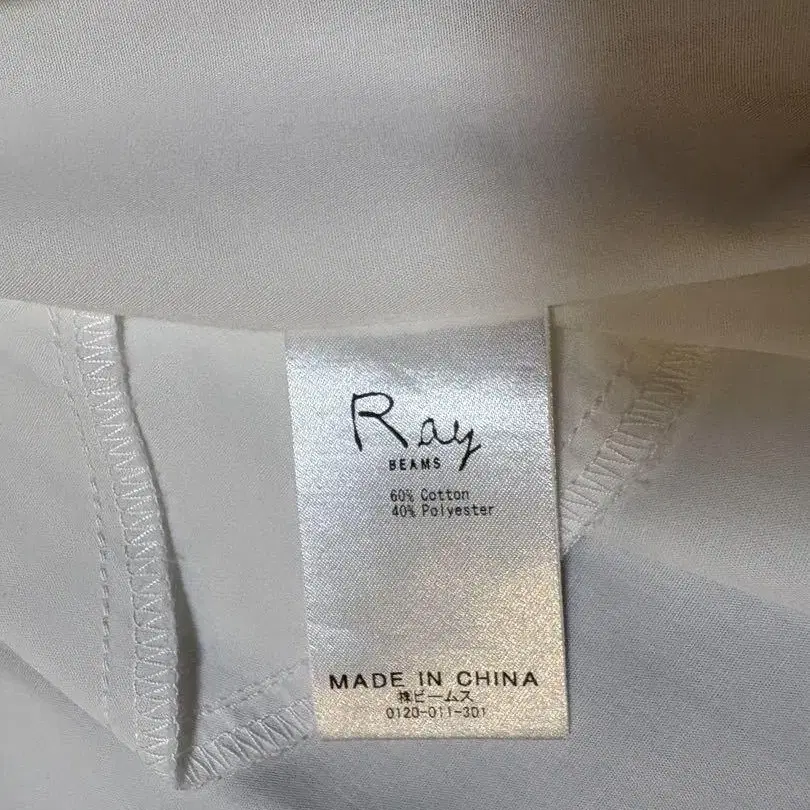 Ray
BEAMS
60% Cotton
40% Polyester
MADE IN CHINA
㈱ビームス
0120-011-301